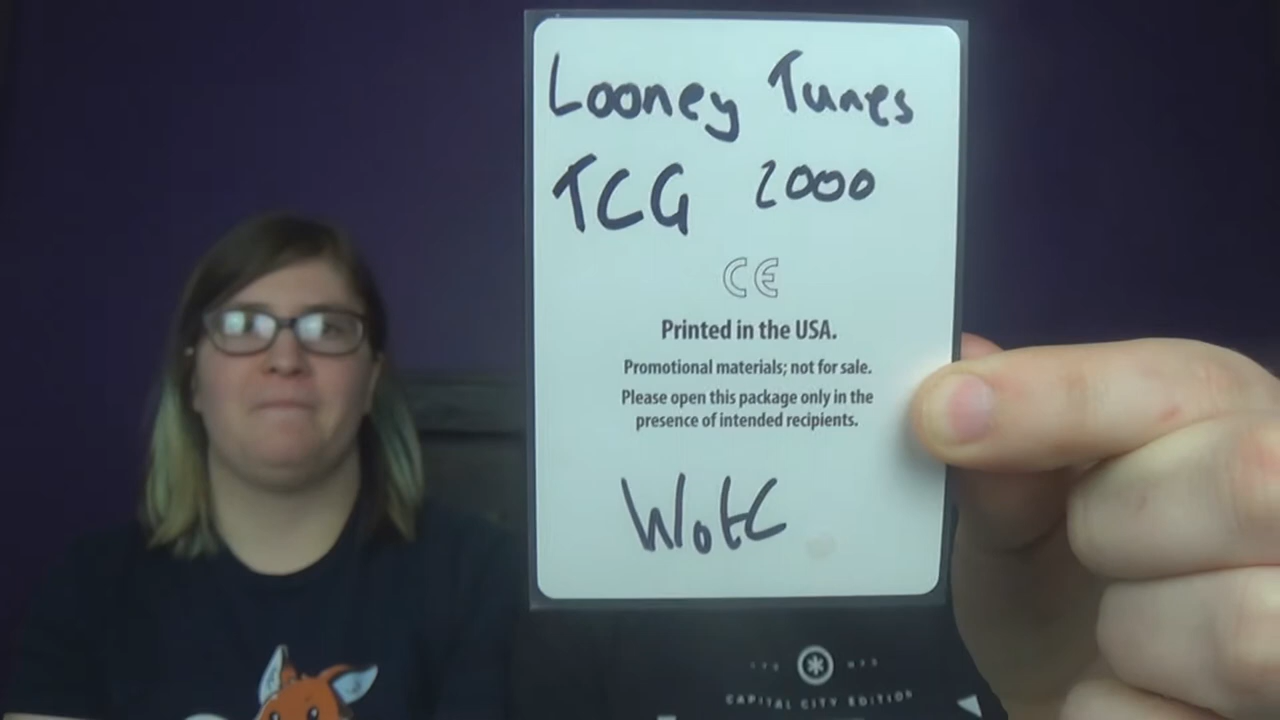 Looney Tunes
TCG 2000
CE
Printed in the USA.
Promotional materials; not for sale.
Please open this package only in the
presence of intended recipients.
WotC
CAPITAL CITY EDITION